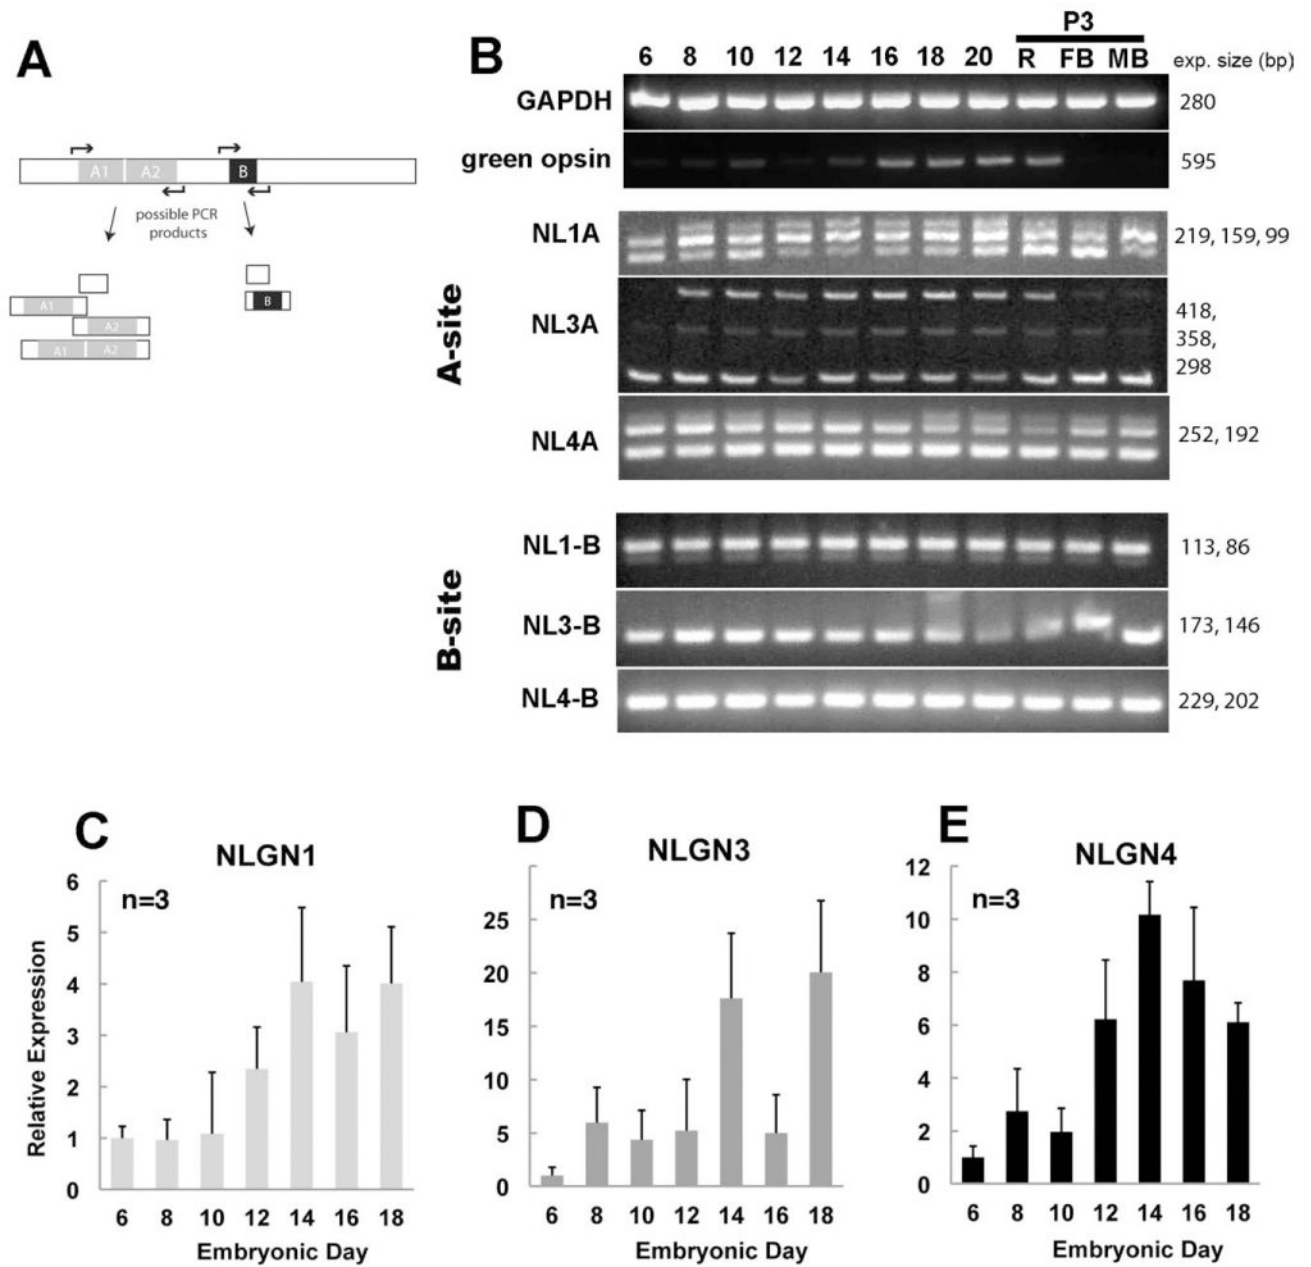 A
A1 A2 B
possible PCR
products
A1
B
A2
A1 A2
B
P3
6 8 10 12 14 16 18 20 R FB MB exp. size (bp)
GAPDH 280
green opsin 595
A-site
NL1A 219, 159, 99
NL3A 418,
358,
298
NL4A 252, 192
B-site
NL1-B 113, 86
NL3-B 173, 146
NL4-B 229, 202
C
NLGN1
n=3
Relative Expression
6
5
4
3
2
1
0
6 8 10 12 14 16 18
Embryonic Day
D
NLGN3
n=3
25
20
15
10
5
0
6 8 10 12 14 16 18
Embryonic Day
E
NLGN4
n=3
12
10
8
6
4
2
0
6 8 10 12 14 16 18
Embryonic Day